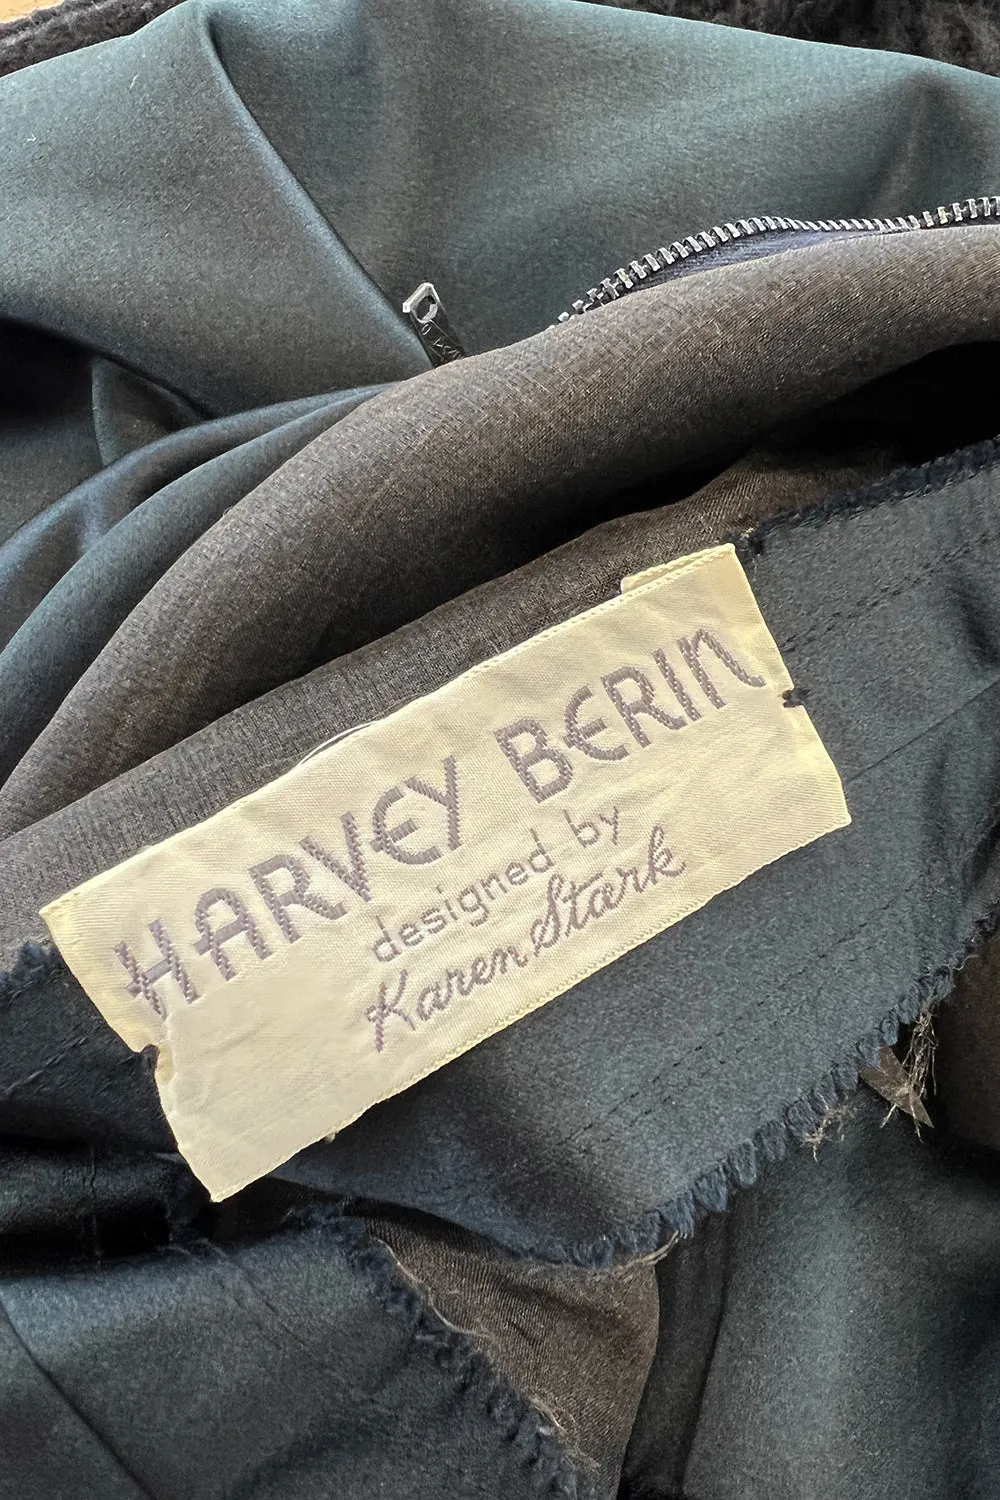 HARVEY BERIN
designed by
Karen Stark